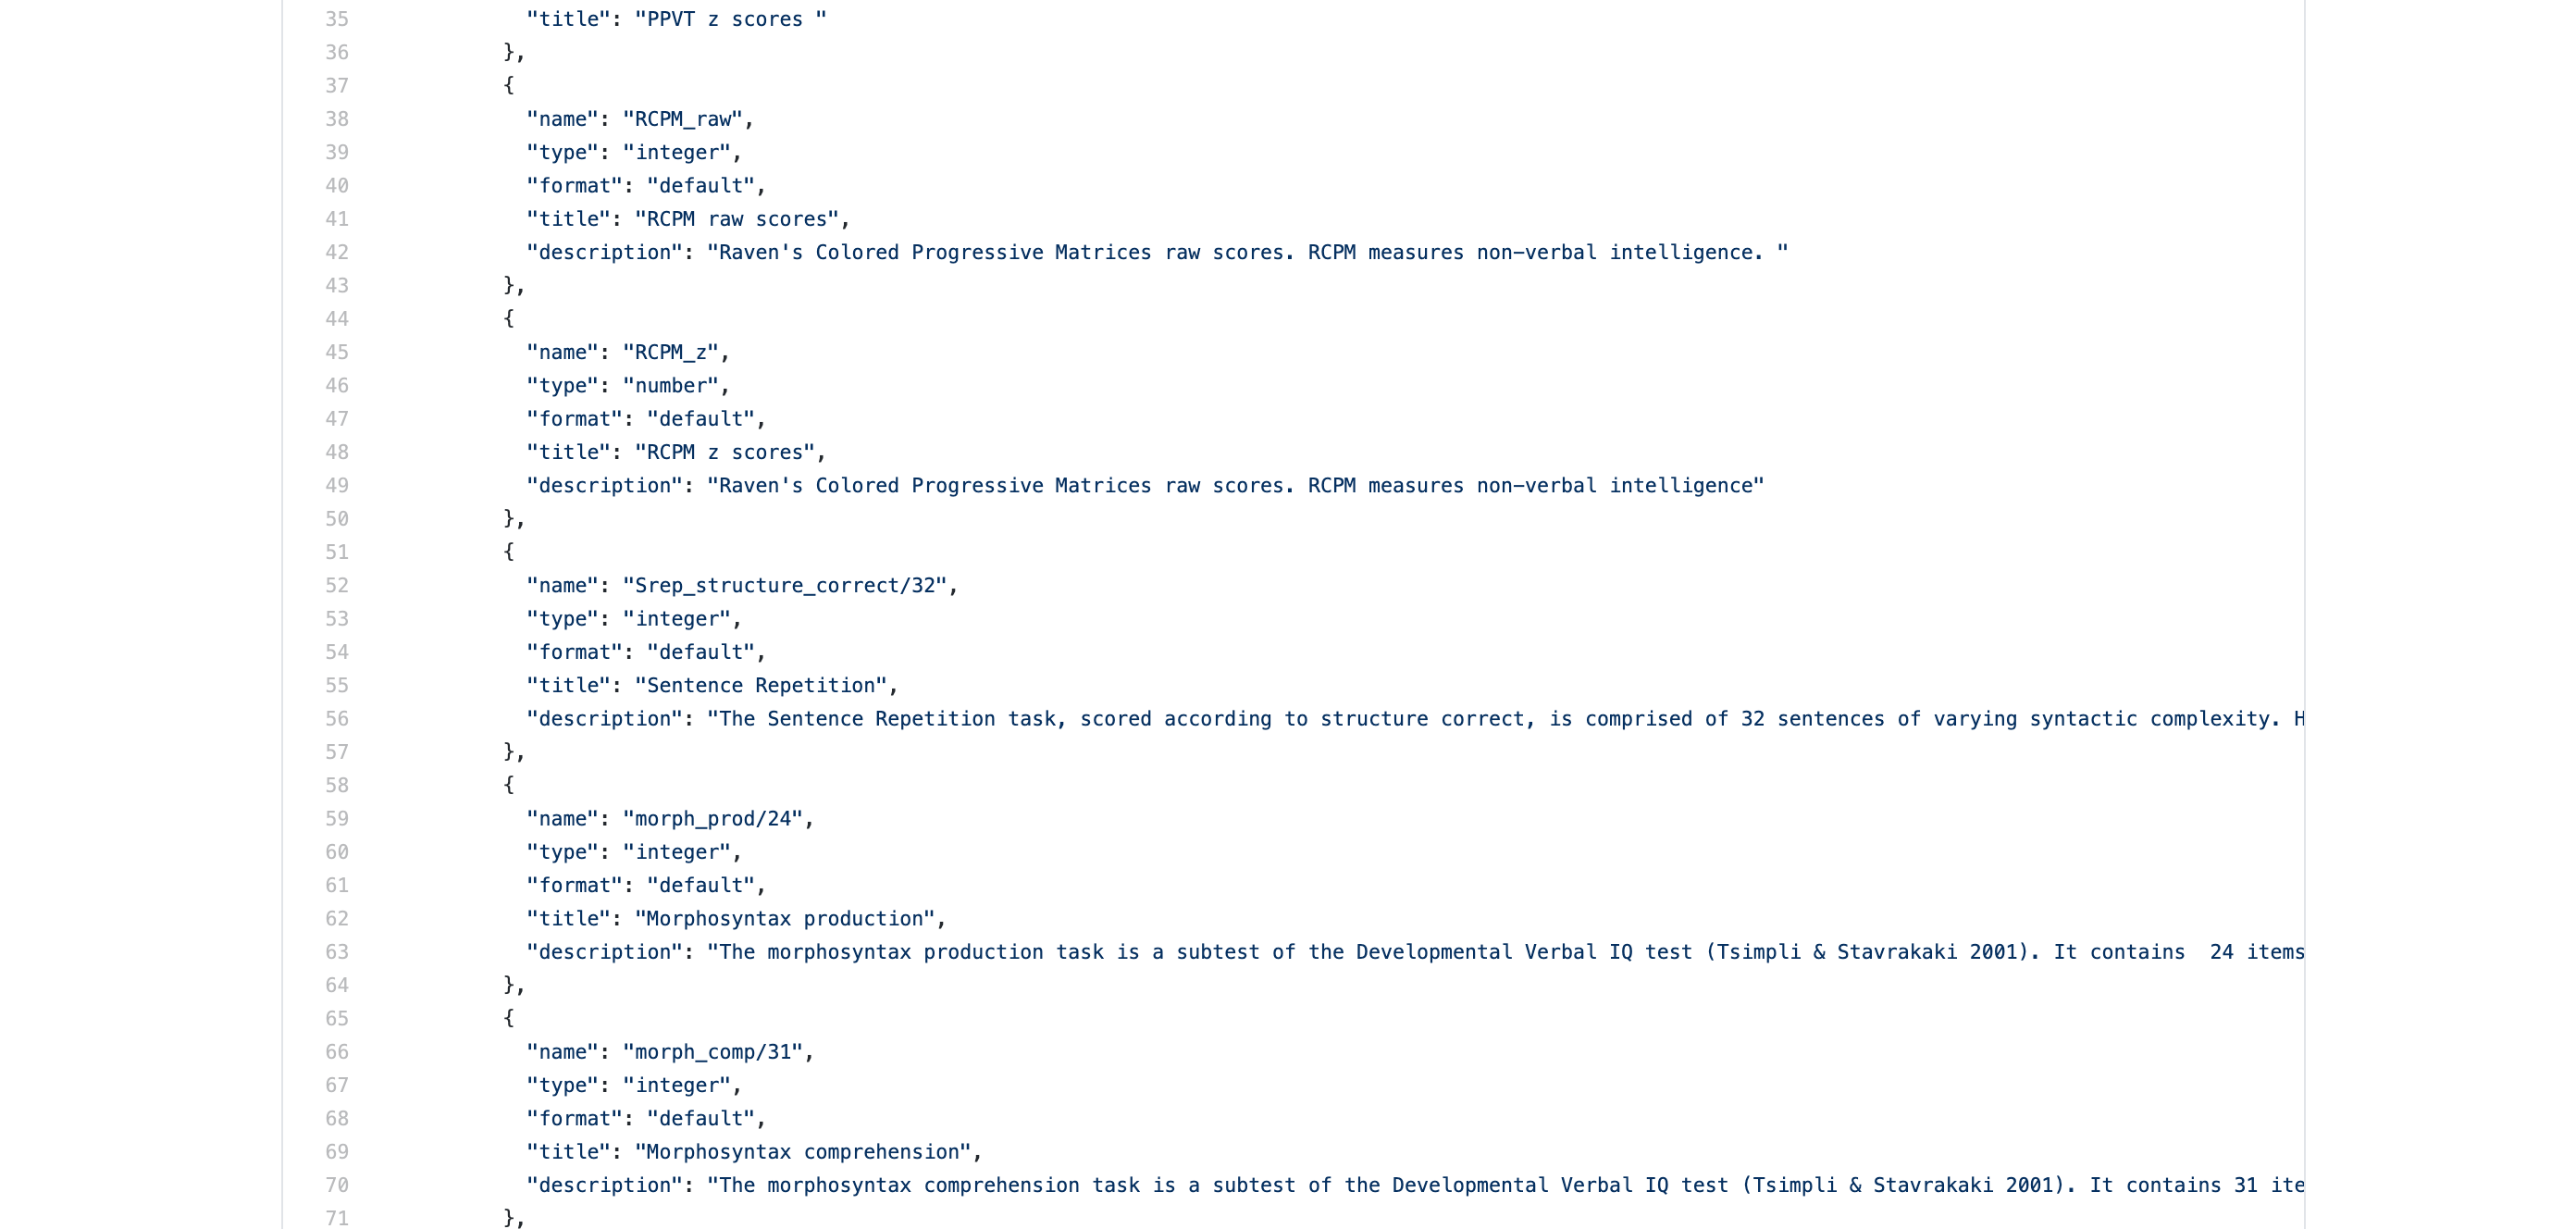 35 "title": "PPVT z scores "
36 },
37 {
38 "name": "RCPM_raw",
39 "type": "integer",
40 "format": "default",
41 "title": "RCPM raw scores",
42 "description": "Raven's Colored Progressive Matrices raw scores. RCPM measures non-verbal intelligence. "
43 },
44 {
45 "name": "RCPM_z",
46 "type": "number",
47 "format": "default",
48 "title": "RCPM z scores",
49 "description": "Raven's Colored Progressive Matrices raw scores. RCPM measures non-verbal intelligence"
50 },
51 {
52 "name": "Srep_structure_correct/32",
53 "type": "integer",
54 "format": "default",
55 "title": "Sentence Repetition",
56 "description": "The Sentence Repetition task, scored according to structure correct, is comprised of 32 sentences of varying syntactic complexity. H
57 },
58 {
59 "name": "morph_prod/24",
60 "type": "integer",
61 "format": "default",
62 "title": "Morphosyntax production",
63 "description": "The morphosyntax production task is a subtest of the Developmental Verbal IQ test (Tsimpli & Stavrakaki 2001). It contains  24 items
64 },
65 {
66 "name": "morph_comp/31",
67 "type": "integer",
68 "format": "default",
69 "title": "Morphosyntax comprehension",
70 "description": "The morphosyntax comprehension task is a subtest of the Developmental Verbal IQ test (Tsimpli & Stavrakaki 2001). It contains 31 ite
71 },